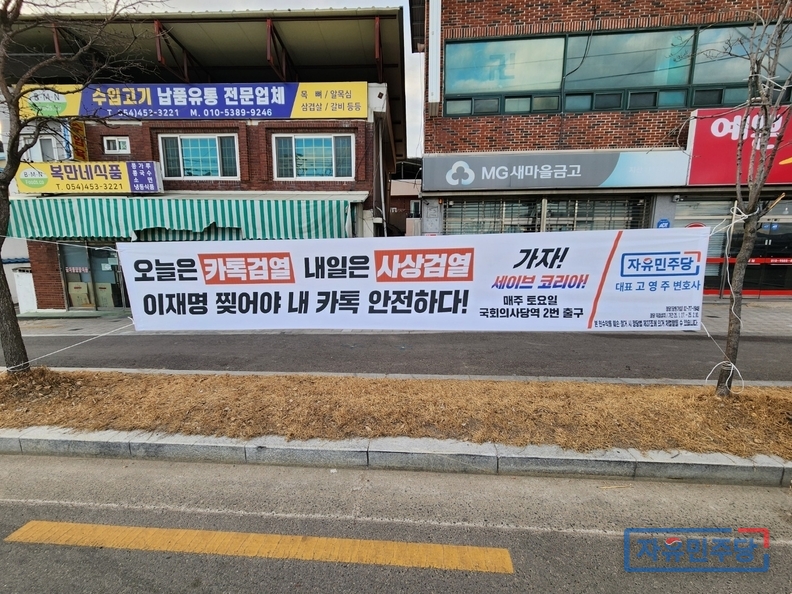 BMN 수입고기 납품유통 전문업체
목 뼈 / 알목심
삼겹살 / 갈비 등등
T. 054)453-3221 M. 010-5389-9246
BMN 복만네식품
T. 054)453-3221
MG새마을금고
오늘은 카톡검열 내일은 사상검열
이재명 찢어야 내 카톡 안전하다!
가자!
세이브 코리아!
매주 토요일
국회의사당역 2번 출구
자유민주당
대표 고 영 주 변호사
자유민주당